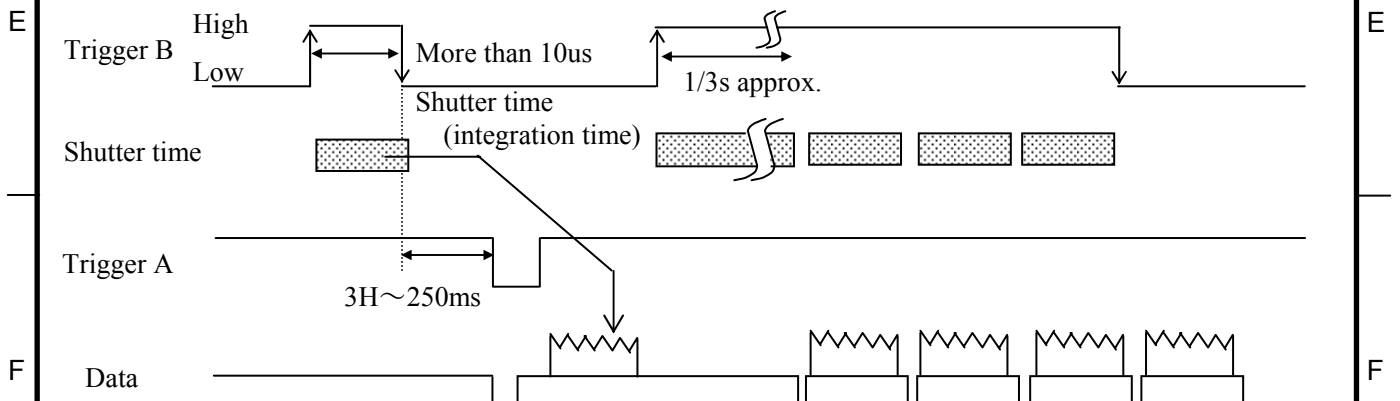 E
E
High
Trigger B
Low
More than 10us
1/3s approx.
Shutter time
(integration time)
Shutter time
Trigger A
3H～250ms
F
Data
F